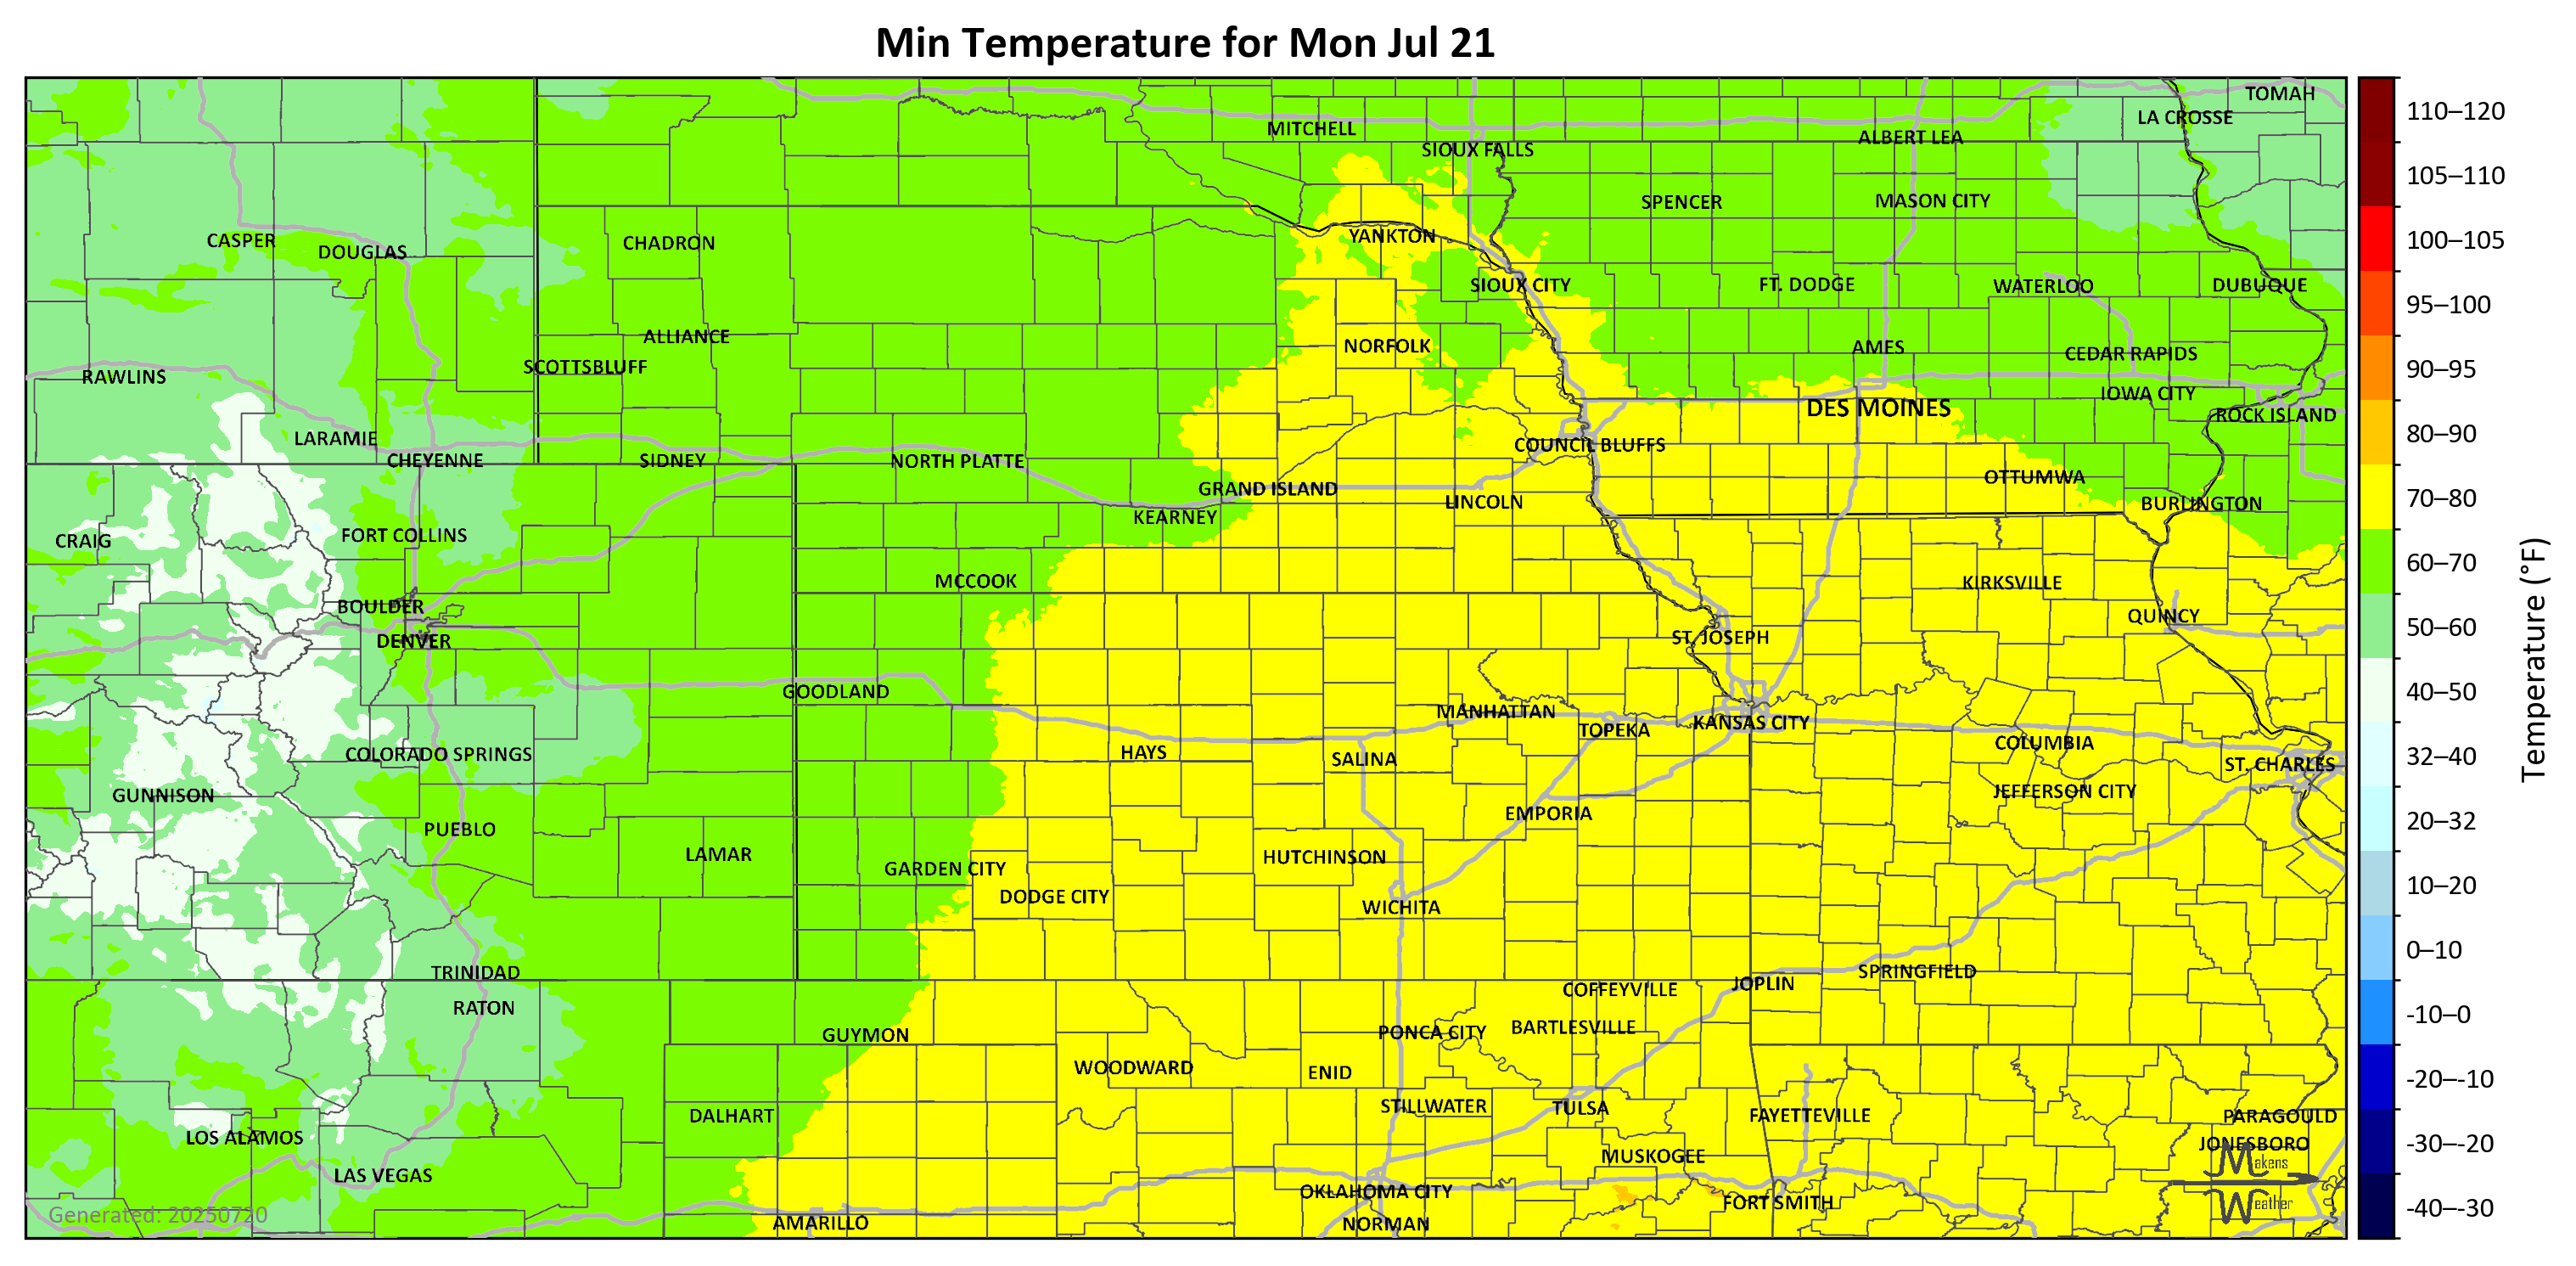 Min Temperature for Mon Jul 21
TOMAH
LA CROSSE
MITCHELL
ALBERT LEA
SIOUX FALLS
SPENCER
MASON CITY
CASPER
DOUGLAS
CHADRON
YANKTON
SIOUX CITY
FT. DODGE
WATERLOO
DUBUQUE
ALLIANCE
NORFOLK
AMES
CEDAR RAPIDS
SCOTTSBLUFF
RAWLINS
IOWA CITY
DES MOINES
ROCK ISLAND
LARAMIE
COUNCIL BLUFFS
CHEYENNE
SIDNEY
NORTH PLATTE
OTTUMWA
GRAND ISLAND
LINCOLN
BURLINGTON
KEARNEY
FORT COLLINS
CRAIG
MCCOOK
KIRKSVILLE
BOULDER
QUINCY
DENVER
ST. JOSEPH
GOODLAND
MANHATTAN
KANSAS CITY
TOPEKA
COLUMBIA
COLORADO SPRINGS
HAYS
SALINA
ST. CHARLES
GUNNISON
JEFFERSON CITY
EMPORIA
PUEBLO
LAMAR
HUTCHINSON
GARDEN CITY
DODGE CITY
WICHITA
TRINIDAD
SPRINGFIELD
JOPLIN
COFFEYVILLE
RATON
GUYMON
PONCA CITY
BARTLESVILLE
WOODWARD
ENID
STILLWATER
TULSA
DALHART
FAYETTEVILLE
PARAGOULD
LOS ALAMOS
JONESBORO
MUSKOGEE
LAS VEGAS
OKLAHOMA CITY
FORT SMITH
AMARILLO
NORMAN
Generated: 20250720
Makens
Weather
110–120
105–110
100–105
95–100
90–95
80–90
70–80
60–70
50–60
40–50
32–40
20–32
10–20
0–10
-10–0
-20–-10
-30–-20
-40–-30
Temperature (°F)